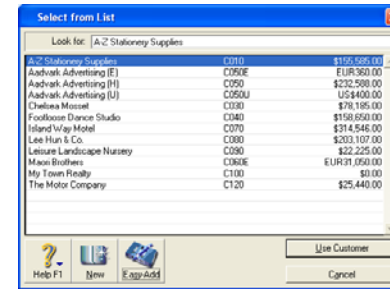 Select from List
Look for: A-Z Stationery Supplies
A-Z Stationery Supplies C010 $155,585.00
Aadvark Advertising (E) C050E EUR360.00
Aadvark Advertising (H) C050 $232,588.00
Aadvark Advertising (U) C050U US$400.00
Chelsea Mosset C030 $78,185.00
Footloose Dance Studio C040 $158,650.00
Island Way Motel C070 $314,546.00
Lee Hun & Co. C080 $203,107.00
Leisure Landscape Nursery C090 $22,225.00
Maori Brothers C060E EUR31,050.00
My Town Realty C100 $0.00
The Motor Company C120 $25,440.00
Use Customer
Help F1 New Easy-Add Cancel